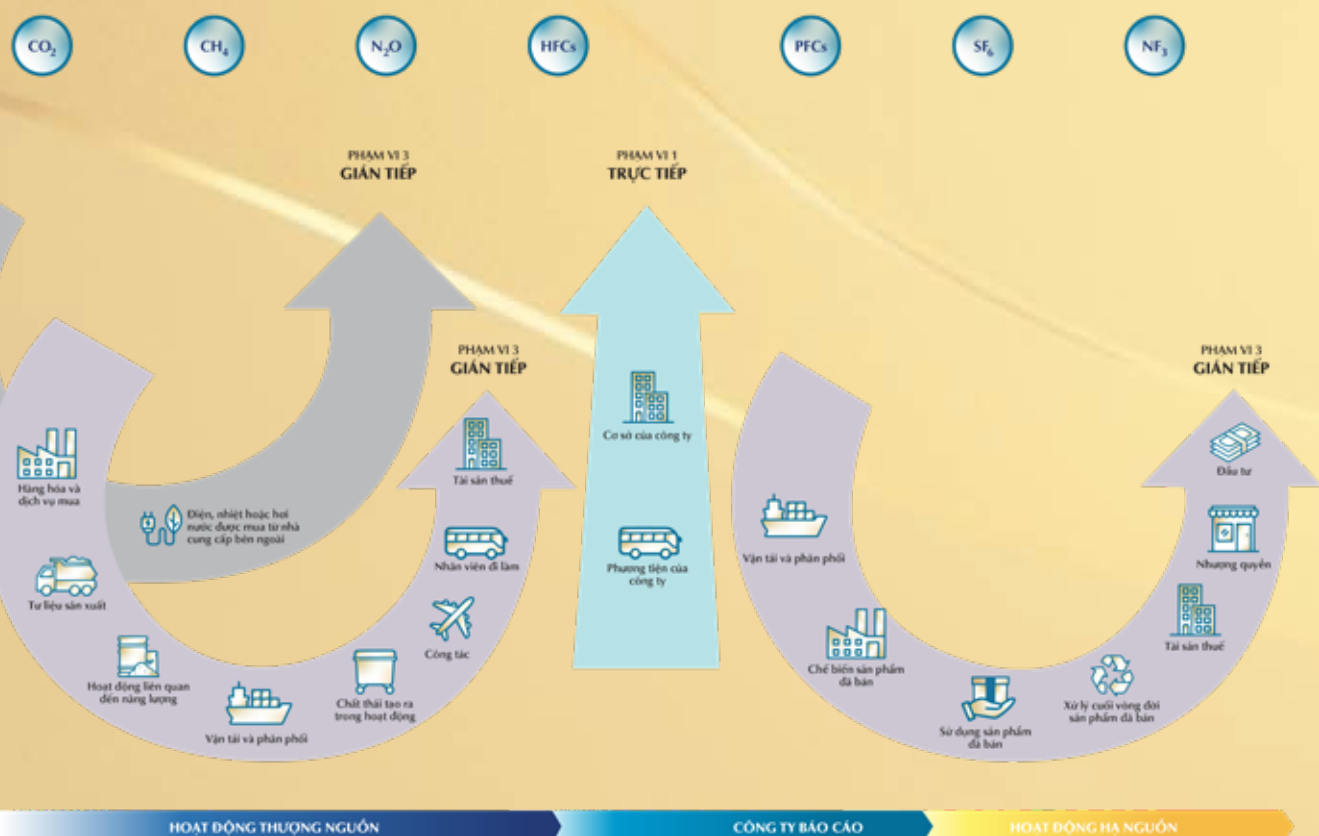 CO₂
CH₄
N₂O
HFCs
PFCs
SF₆
NF₃
PHẠM VI 3
GIÁN TIẾP
PHẠM VI 1
TRỰC TIẾP
PHẠM VI 3
GIÁN TIẾP
PHẠM VI 3
GIÁN TIẾP
Hàng hóa và
dịch vụ mua
Điện, nhiệt hoặc hơi
nước được mua từ nhà
cung cấp bên ngoài
Tư liệu sản xuất
Hoạt động liên quan
đến năng lượng
Vận tải và phân phối
Chất thải tạo ra
trong hoạt động
Công tác
Nhân viên đi làm
Tài sản thuê
Cơ sở của công ty
Phương tiện của
công ty
Vận tải và phân phối
Chế biến sản phẩm
đã bán
Sử dụng sản phẩm
đã bán
Xử lý cuối vòng đời
sản phẩm đã bán
Tài sản thuê
Nhượng quyền
Đầu tư
HOẠT ĐỘNG THƯỢNG NGUỒN
CÔNG TY BÁO CÁO
HOẠT ĐỘNG HẠ NGUỒN